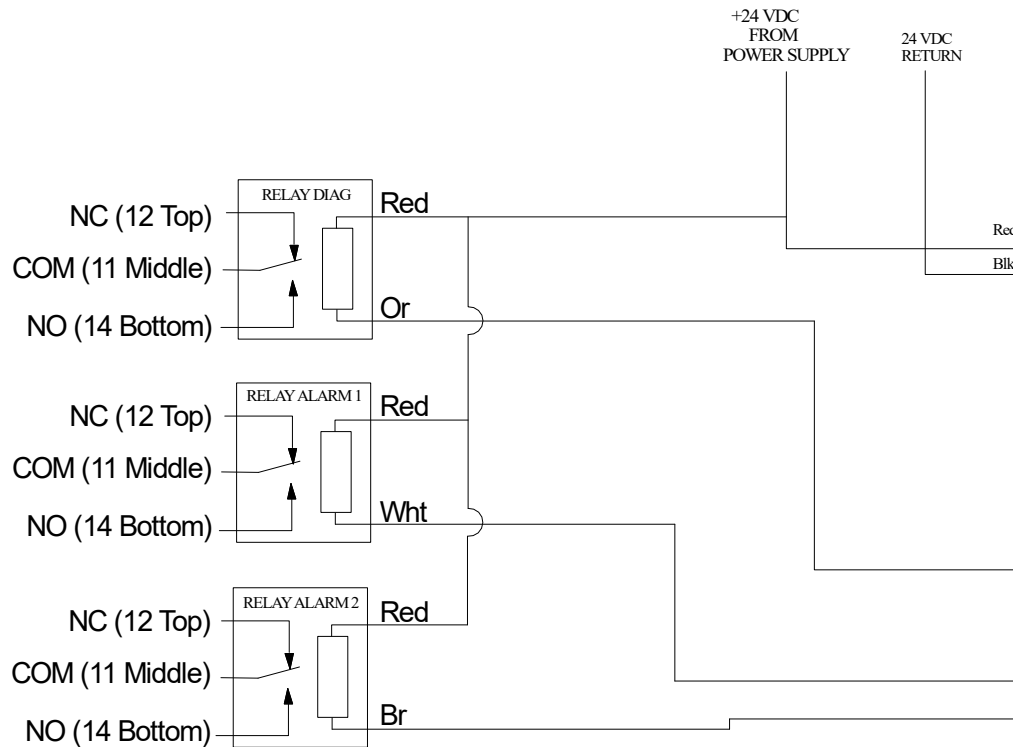 +24 VDC
FROM
POWER SUPPLY
24 VDC
RETURN
RELAY DIAG
Red
NC (12 Top)
COM (11 Middle)
Or
NO (14 Bottom)
Red
Blk
RELAY ALARM 1
Red
NC (12 Top)
COM (11 Middle)
Wht
NO (14 Bottom)
RELAY ALARM 2
Red
NC (12 Top)
COM (11 Middle)
Br
NO (14 Bottom)